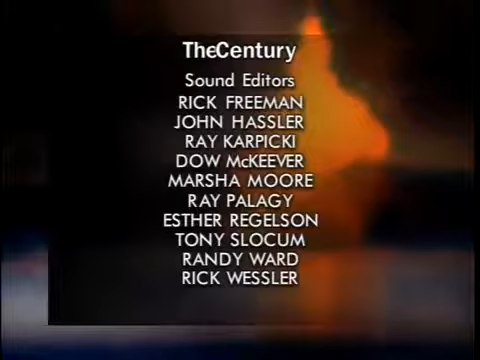 TheCentury
Sound Editors
RICK FREEMAN
JOHN HASSLER
RAY KARPICKI
DOW McKEEVER
MARSHA MOORE
RAY PALAGY
ESTHER REGELSON
TONY SLOCUM
RANDY WARD
RICK WESSLER